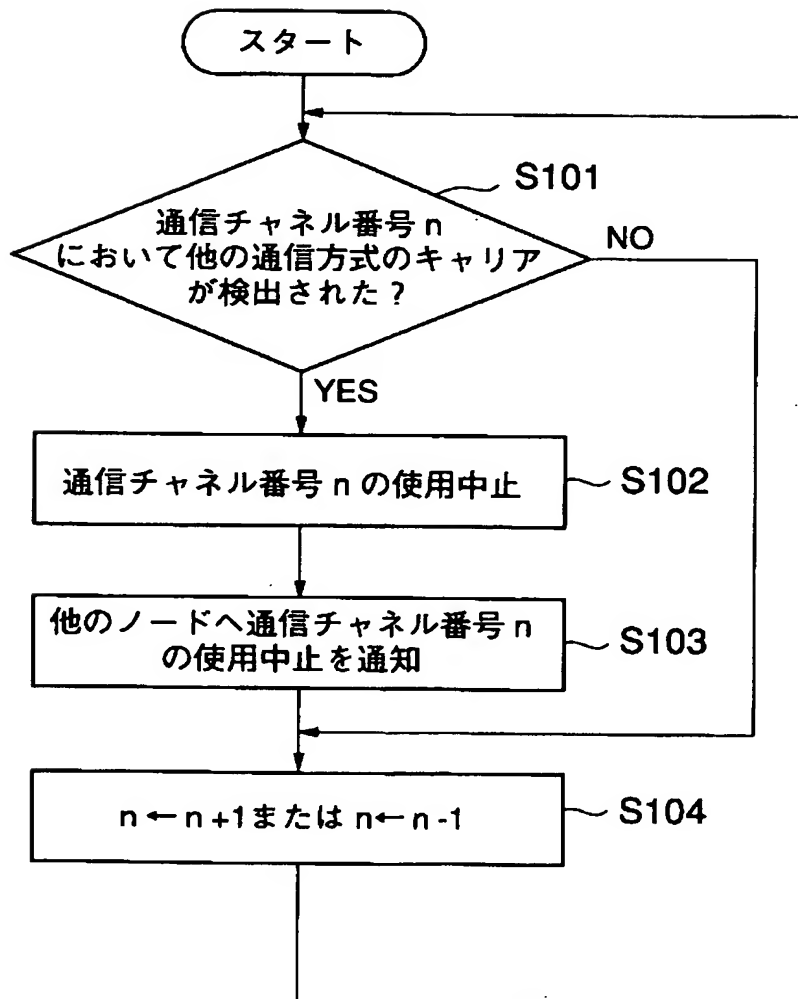 スタート
S101
通信チャネル番号 n
において他の通信方式のキャリア
が検出された?
NO
YES
通信チャネル番号 n の使用中止
S102
他のノードへ通信チャネル番号 n
の使用中止を通知
S103
n←n+1または n←n-1
S104